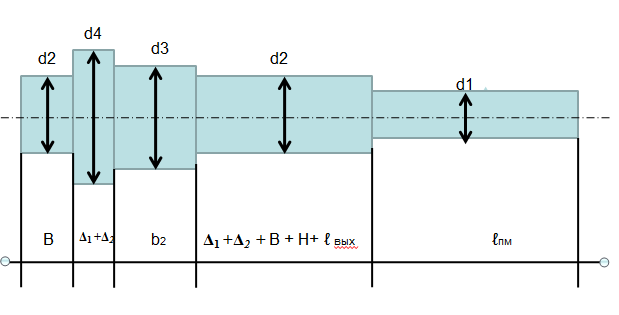 d2
d4
d3
d2
d1
B
Δ₁+Δ₂
b2
Δ₁+Δ₂ + B + H+ ℓ вых
ℓпм